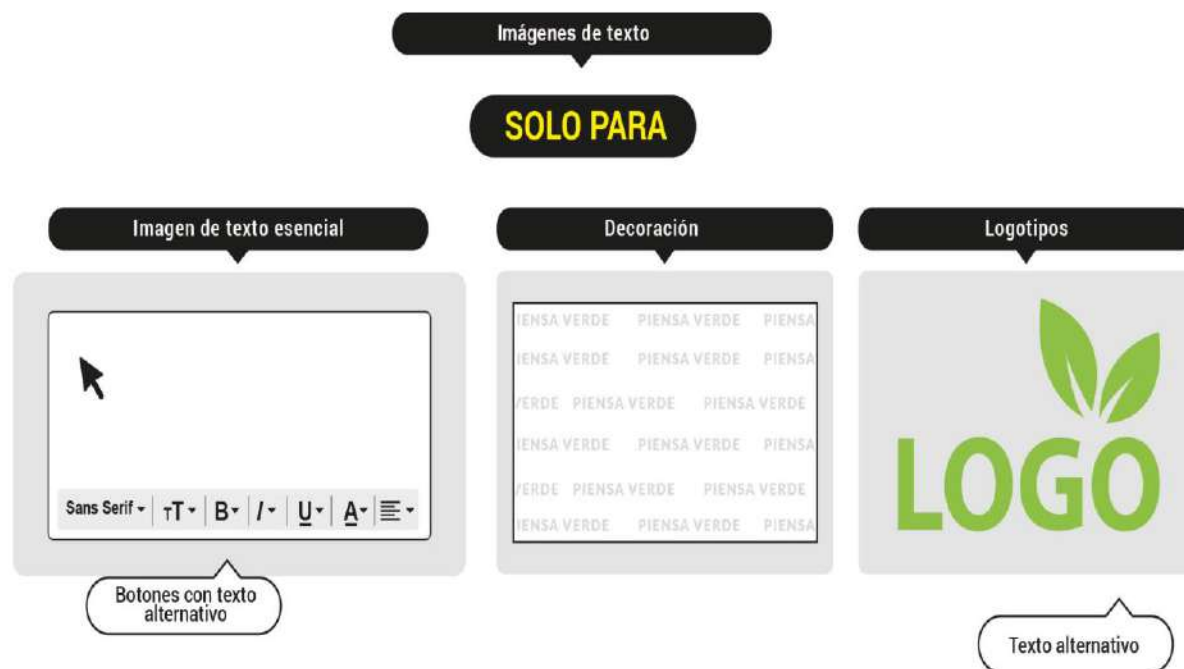 Imágenes de texto
SOLO PARA
Imagen de texto esencial
Decoración
Logotipos
Sans Serif TT B I U A
Botones con texto
alternativo
IENSA VERDE PIENSA VERDE PIENSA
IENSA VERDE PIENSA VERDE PIENSA
VERDE PIENSA VERDE PIENSA VERDE
IENSA VERDE PIENSA VERDE PIENSA
VERDE PIENSA VERDE PIENSA VERDE
IENSA VERDE PIENSA VERDE PIENSA
LOGO
Texto alternativo